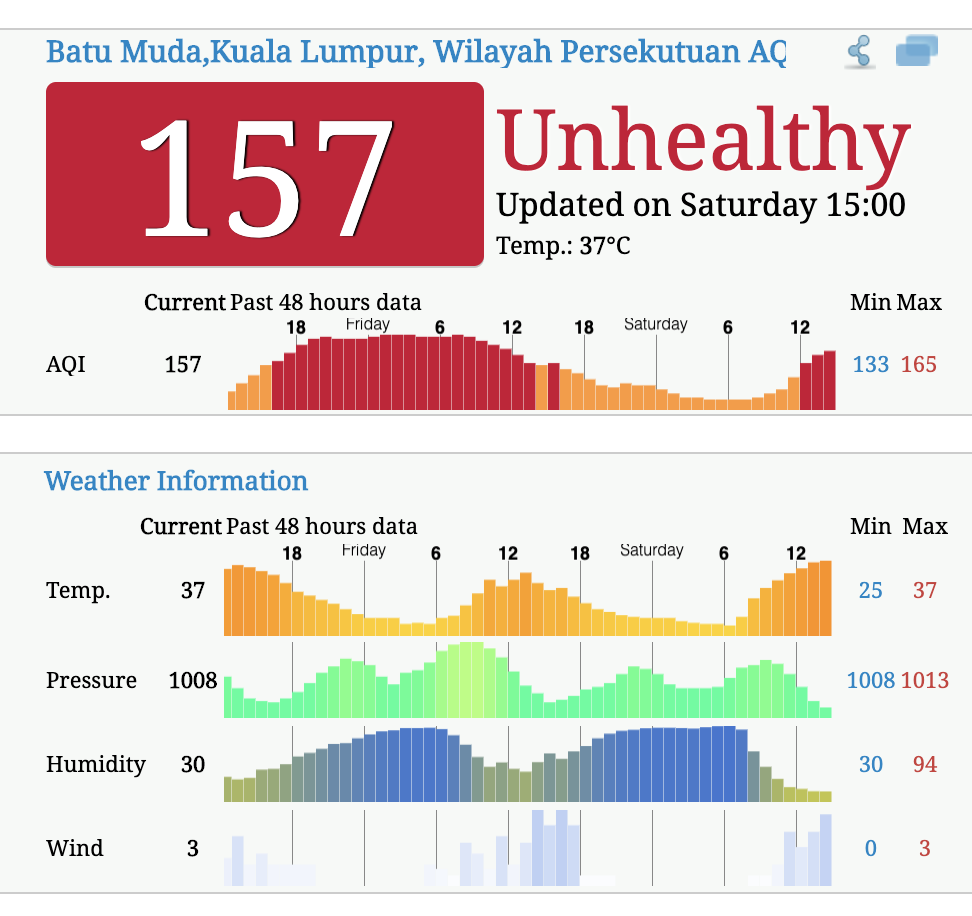 Batu Muda,Kuala Lumpur, Wilayah Persekutuan AQ
157
Unhealthy
Updated on Saturday 15:00
Temp.: 37°C
Current Past 48 hours data Min Max
18 Friday 6 12 18 Saturday 6 12
AQI 157 133 165
Weather Information
Current Past 48 hours data Min Max
18 Friday 6 12 18 Saturday 6 12
Temp. 37 25 37
Pressure 1008 1008 1013
Humidity 30 30 94
Wind 3 0 3